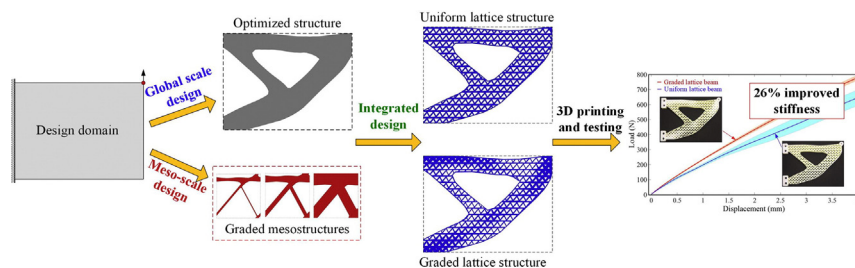 Design domain
Global scale
design
Meso-scale
design
Optimized structure
Graded mesostructures
Integrated
design
Uniform lattice structure
Graded lattice structure
3D printing
and testing
Graded lattice beam
Uniform lattice beam
26% improved
stiffness
Load (N)
800
700
600
500
400
300
200
100
0
0 0.5 1 1.5 2 2.5 3 3.5
Displacement (mm)